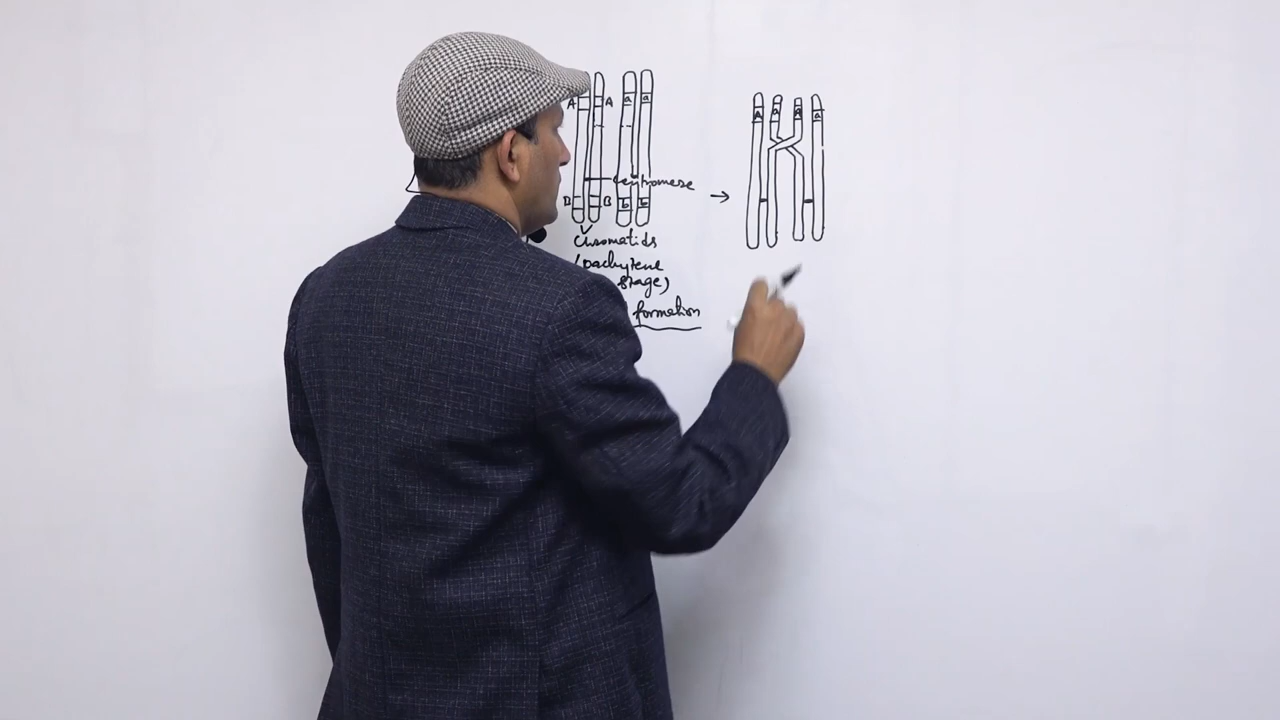 A A a a
Centromere
B B b b
Chromatids
(pachytene
stage)
formation
→
A a A a